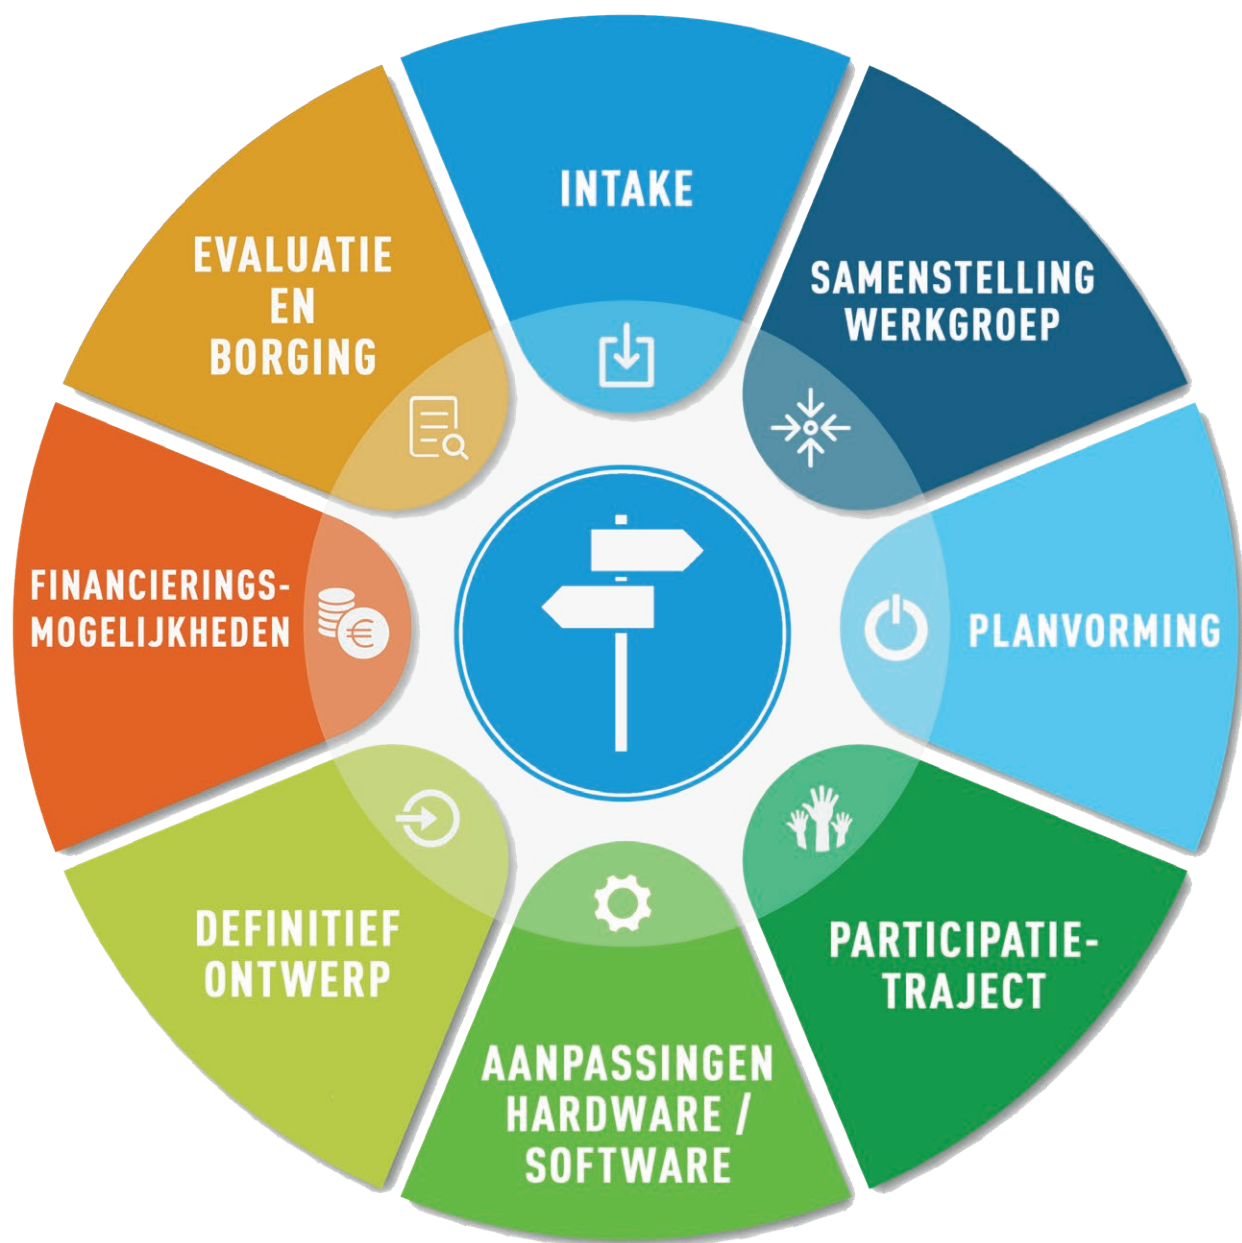 INTAKE
SAMENSTELLING
WERKGROEP
PLANVORMING
PARTICIPATIE-
TRAJECT
AANPASSINGEN
HARDWARE /
SOFTWARE
DEFINITIEF
ONTWERP
FINANCIERINGS-
MOGELIJKHEDEN
EVALUATIE
EN
BORGING